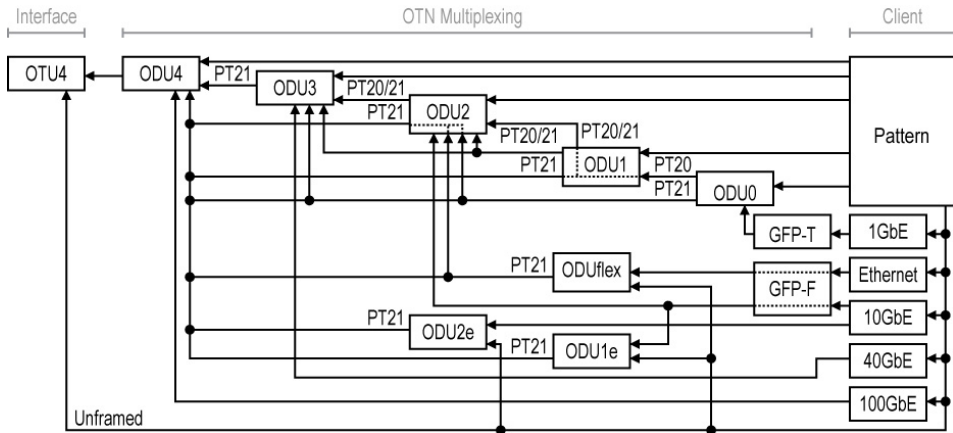 Interface OTN Multiplexing Client
OTU4 ODU4 PT21 ODU3 PT20/21 ODU2 Pattern
PT21
PT20/21 PT20/21
PT21 ODU1 PT20
PT21 ODU0
GFP-T 1GbE
PT21 ODUflex GFP-F Ethernet
10GbE
PT21 ODU2e
PT21 ODU1e 40GbE
100GbE
Unframed